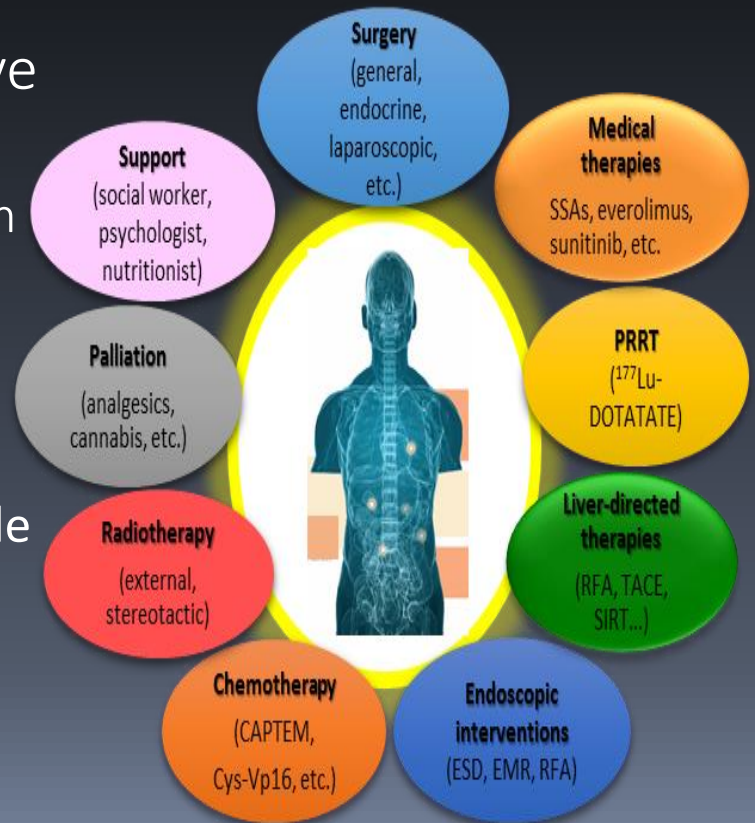 ve
n
le
Surgery
(general,
endocrine,
laparoscopic,
etc.)
Medical
therapies
SSAs, everolimus,
sunitinib, etc.
PRRT
(¹⁷⁷Lu-
DOTATATE)
Liver-directed
therapies
(RFA, TACE,
SIRT...)
Endoscopic
interventions
(ESD, EMR, RFA)
Chemotherapy
(CAPTEM,
Cys-Vp16, etc.)
Radiotherapy
(external,
stereotactic)
Palliation
(analgesics,
cannabis, etc.)
Support
(social worker,
psychologist,
nutritionist)